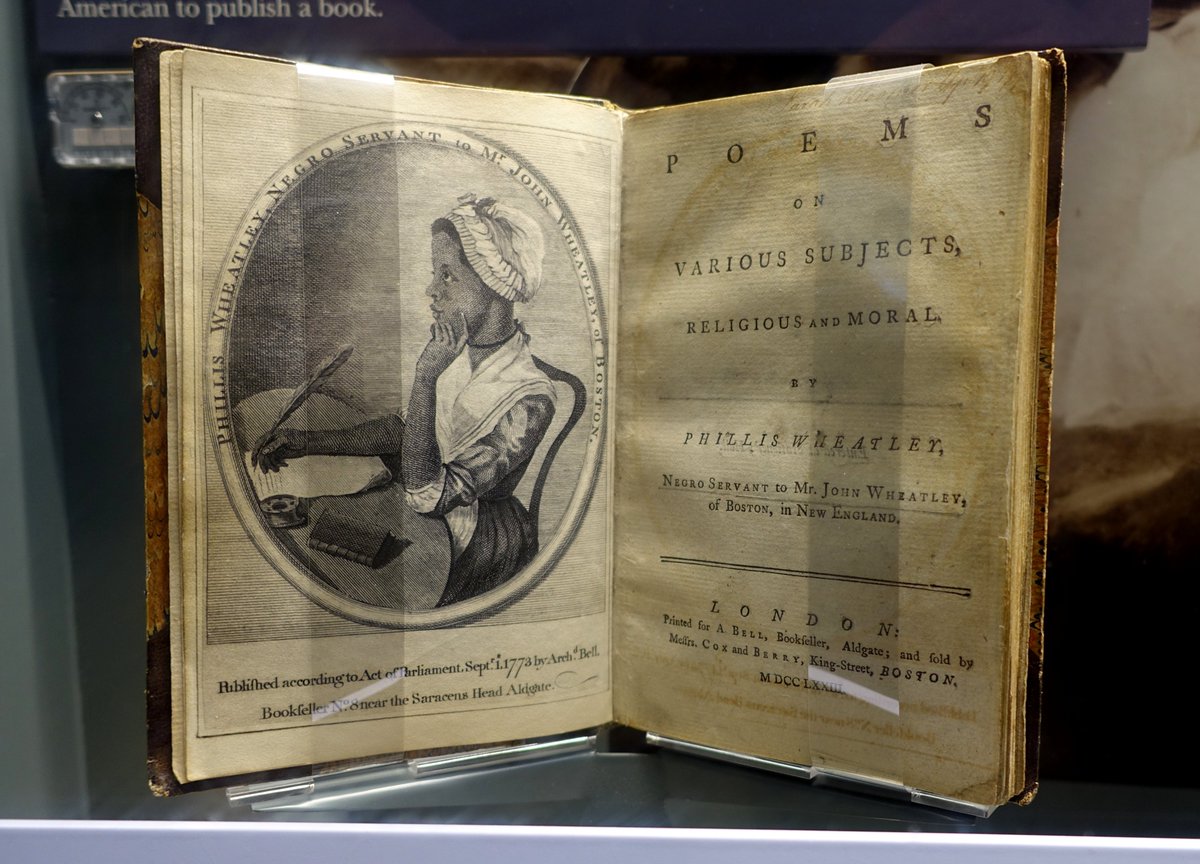 American to publish a book.
PHILLIS WHEATLEY, NEGRO SERVANT to Mr. JOHN WHEATLEY, of BOSTON.
Publiſhed according to Act of Parliament, Septr. 1. 1773 by Archd. Bell,
Bookſeller No. 8 near the Saracens Head Aldgate.
POEMS
ON
VARIOUS SUBJECTS,
RELIGIOUS AND MORAL.
BY
PHILLIS WHEATLEY,
NEGRO SERVANT to Mr. JOHN WHEATLEY,
of BOSTON, in NEW ENGLAND.
LONDON:
Printed for A. BELL, Bookſeller, Aldgate; and ſold by
Meſſrs. COX and BERRY, King-Street, BOSTON.
MDCCLXXIII.